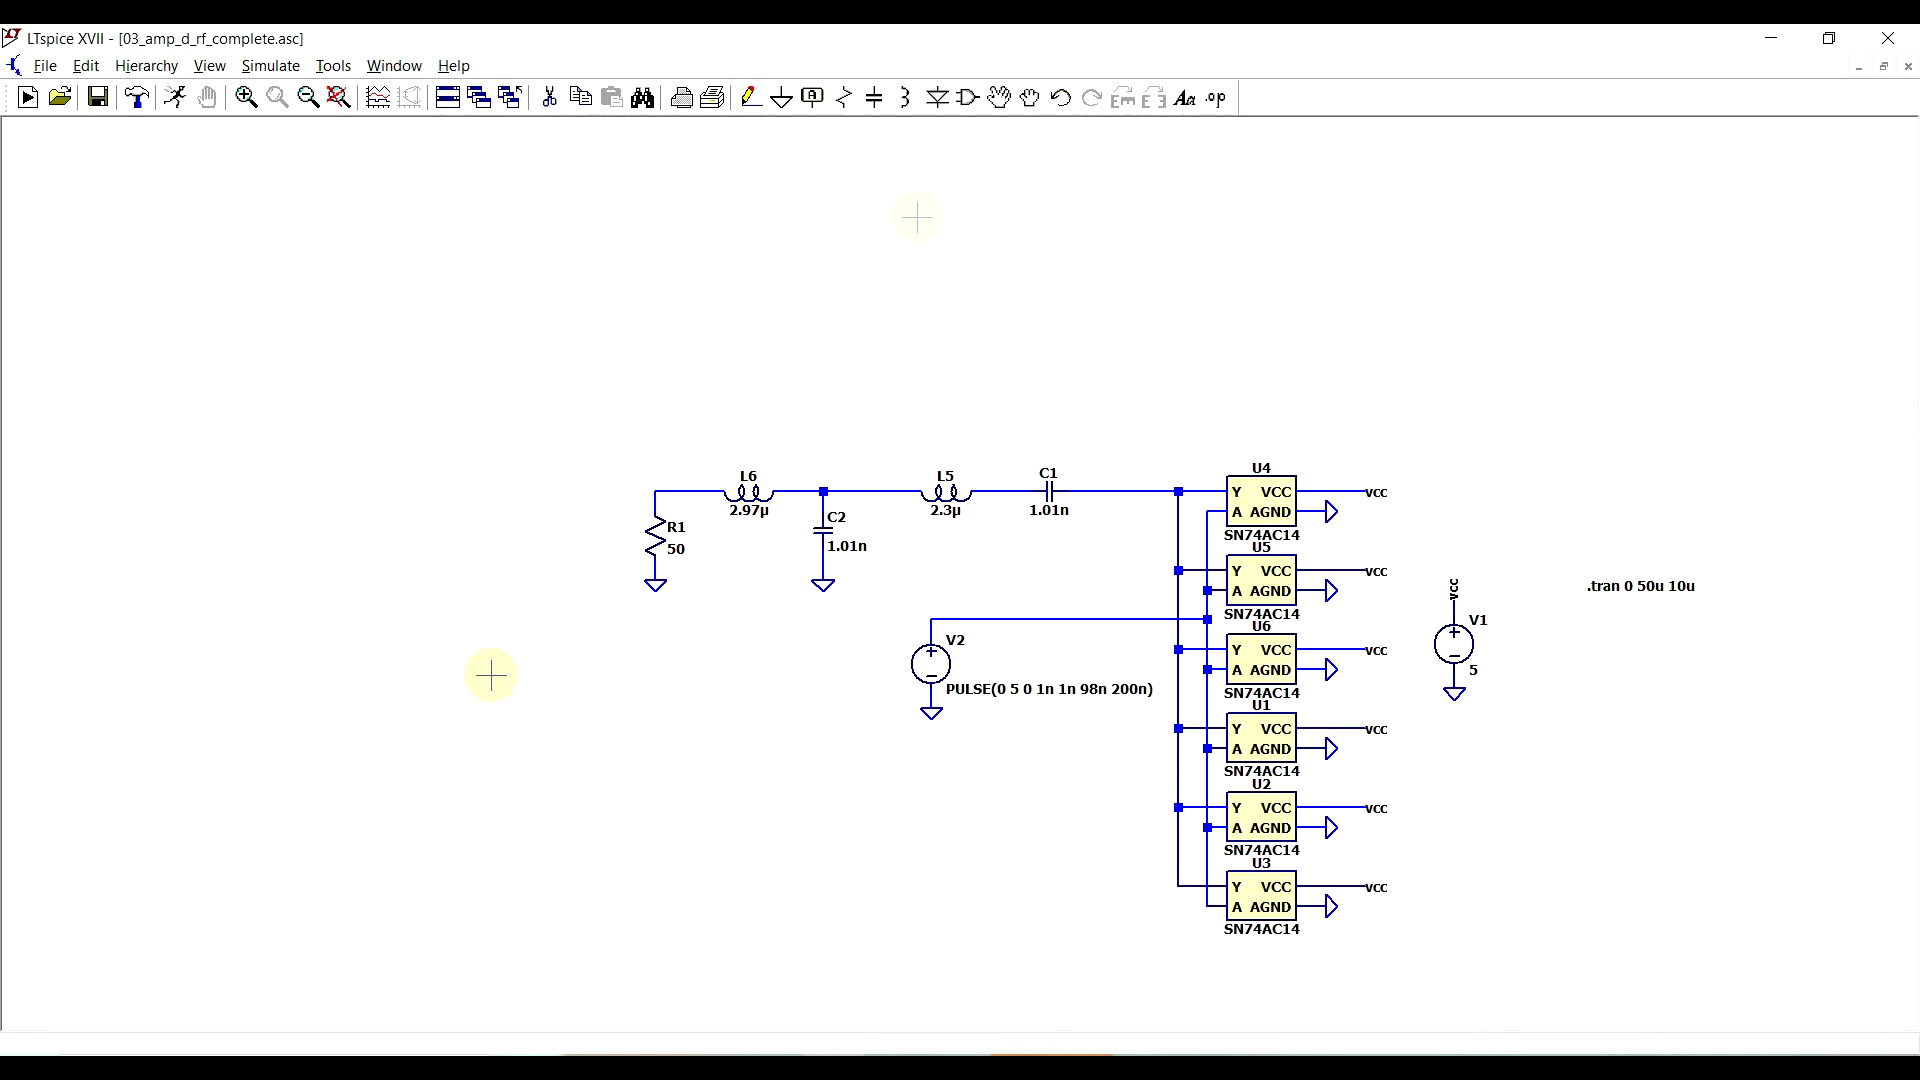 LTspice XVII - [03_amp_d_rf_complete.asc]
File Edit Hierarchy View Simulate Tools Window Help
Aa .op
L6
2.97µ
L5
2.3µ
C1
1.01n
R1
50
C2
1.01n
V2
PULSE(0 5 0 1n 1n 98n 200n)
U4
Y VCC
A AGND
SN74AC14
VCC
U5
Y VCC
A AGND
SN74AC14
VCC
U6
Y VCC
A AGND
SN74AC14
VCC
U1
Y VCC
A AGND
SN74AC14
VCC
U2
Y VCC
A AGND
SN74AC14
VCC
U3
Y VCC
A AGND
SN74AC14
VCC
VCC
V1
5
.tran 0 50u 10u